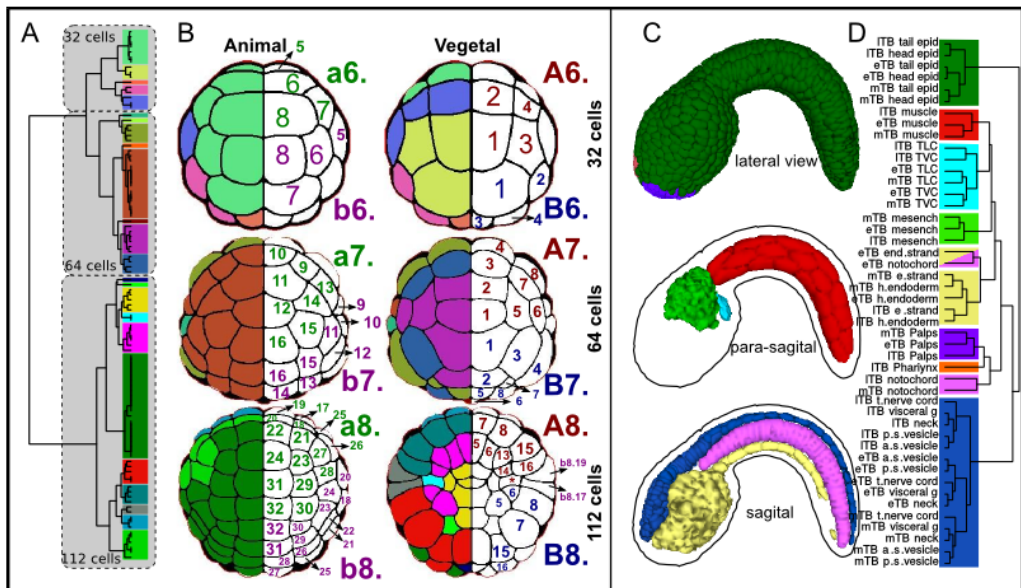 A
32 cells
64 cells
112 cells
B
Animal
Vegetal
5
a6.
6
7
8
5
8
6
7
b6.
A6.
2
4
1
3
1
2
3
4
B6.
32 cells
a7.
10
9
11
13
14
12
9
15
11
10
16
12
15
16
13
14
b7.
A7.
4
3
8
7
2
1
5
6
1
3
4
2
7
5
8
6
B7.
64 cells
a8.
19
17
25
22
21
26
27
24
23
28
31
29
20
24
18
32
30
23
32
30
22
29
21
31
26
28
27
25
b8.
A8.
7
8
5
6
13
15
14
16
b8.19
*
6
b8.17
5
8
7
15
16
B8.
112 cells
C
lateral view
para-sagital
sagital
D
lTB tail epid
lTB head epid
eTB tail epid
eTB head epid
mTB tail epid
mTB head epid
lTB muscle
eTB muscle
mTB muscle
lTB TLC
lTB TVC
eTB TLC
mTB TLC
eTB TVC
mTB TVC
mTB mesench
eTB mesench
lTB mesench
eTB end.strand
eTB notochord
mTB e.strand
mTB h.endoderm
eTB h.endoderm
lTB e .strand
lTB h.endoderm
mTB Palps
eTB Palps
lTB Palps
lTB Phariynx
lTB notochord
mTB notochord
lTB t.nerve cord
lTB visceral g
lTB neck
lTB p.s.vesicle
lTB a.s.vesicle
eTB a.s.vesicle
eTB p.s.vesicle
eTB t.nerve cord
eTB visceral g
eTB neck
mTB t.nerve cord
mTB visceral g
mTB neck
mTB p.s.vesicle
mTB a.s.vesicle